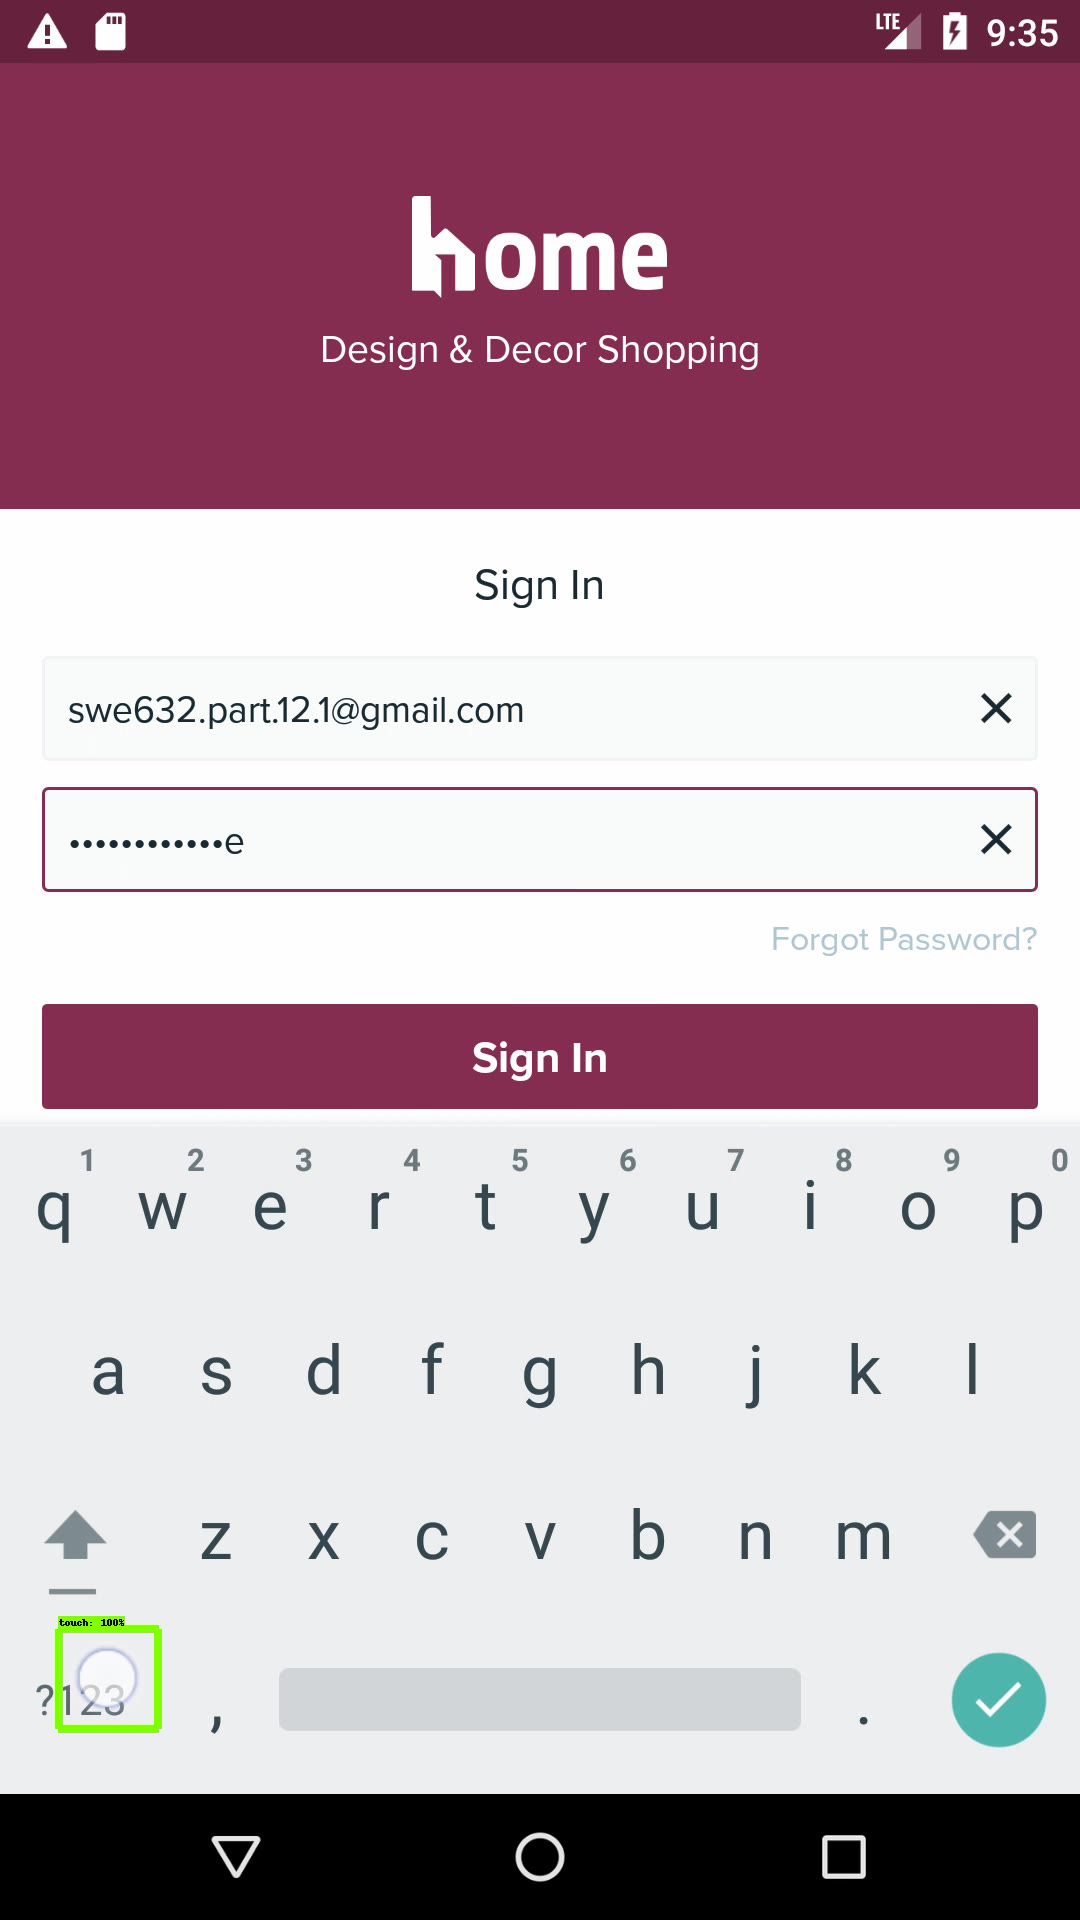 LTE 9:35
home
Design & Decor Shopping
Sign In
swe632.part.12.1@gmail.com
••••••••••••e
Forgot Password?
Sign In
1 2 3 4 5 6 7 8 9 0
q w e r t y u i o p
a s d f g h j k l
z x c v b n m
touch: 100%
?123 , .